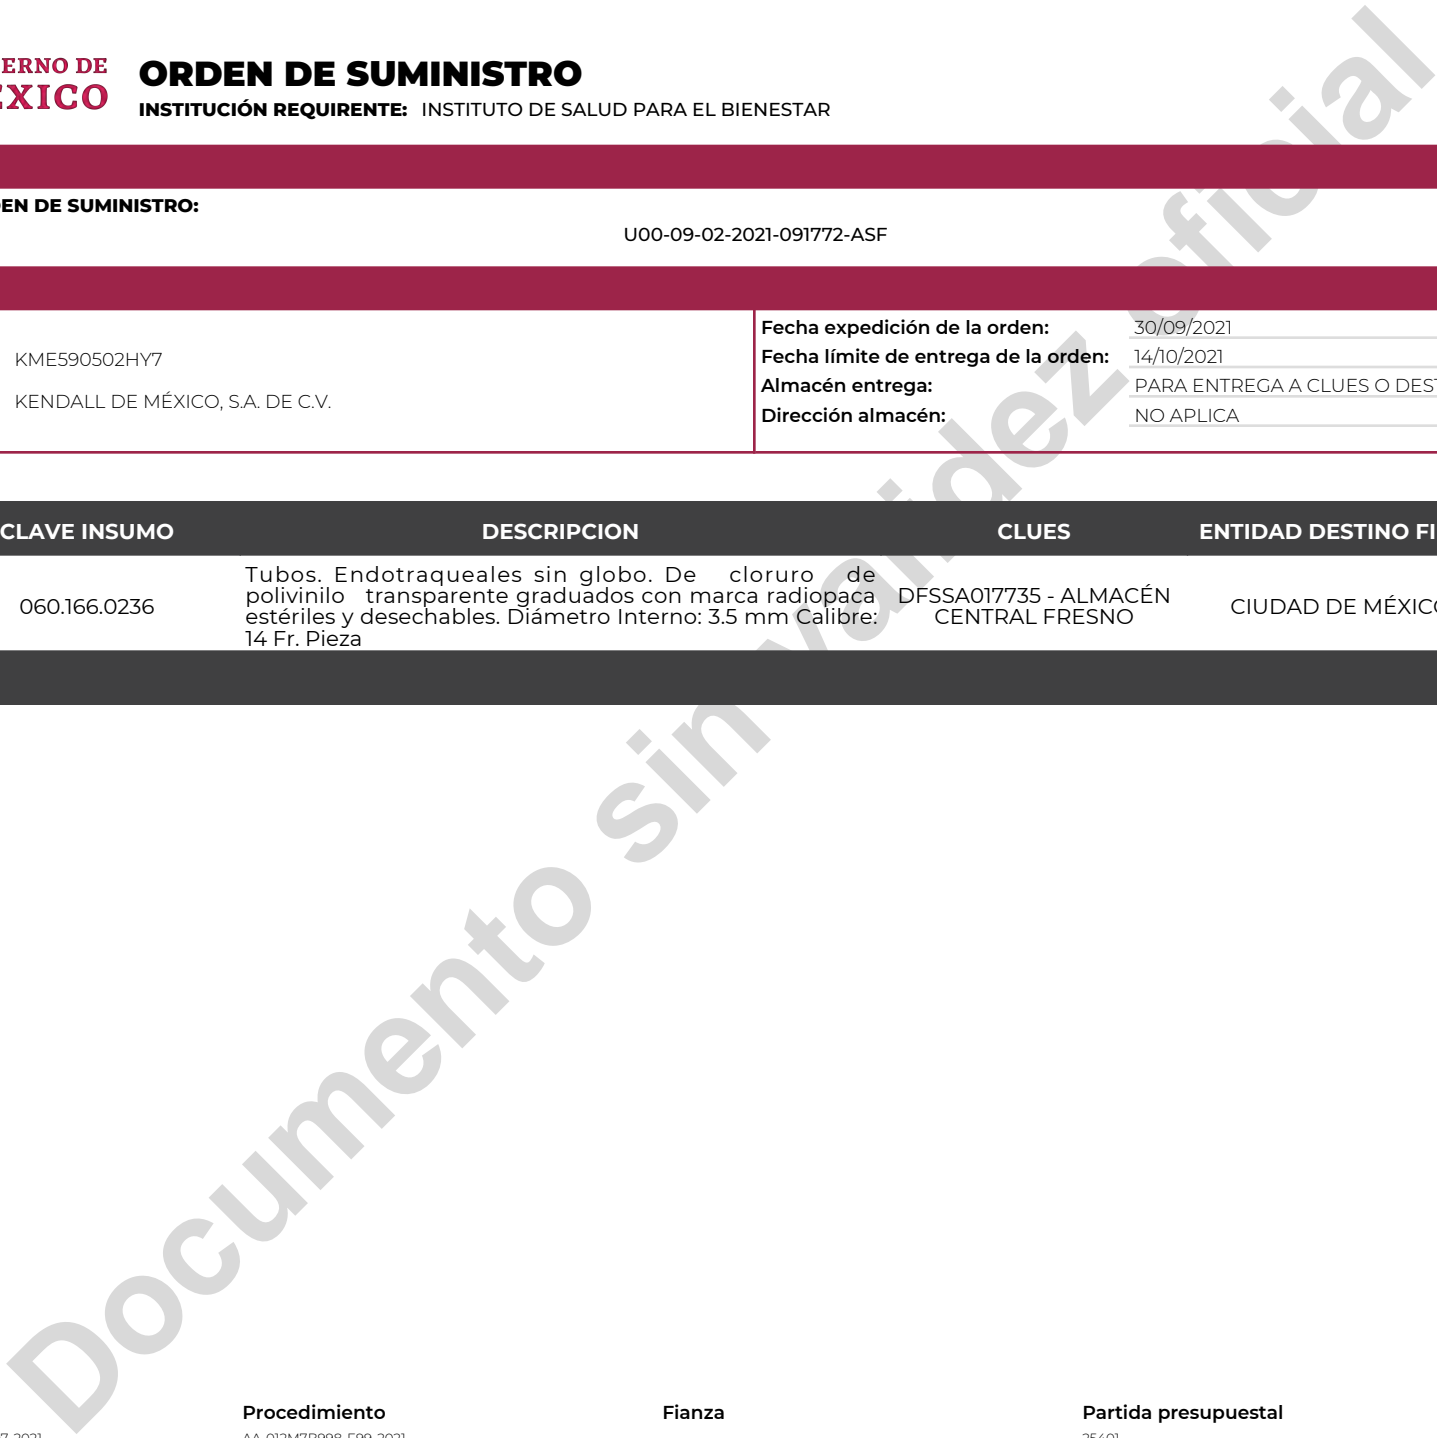 ERNO DE
ÉXICO
ORDEN DE SUMINISTRO
INSTITUCIÓN REQUIRENTE: INSTITUTO DE SALUD PARA EL BIENESTAR
EN DE SUMINISTRO:
U00-09-02-2021-091772-ASF
KME590502HY7
KENDALL DE MÉXICO, S.A. DE C.V.
Fecha expedición de la orden: 30/09/2021
Fecha límite de entrega de la orden: 14/10/2021
Almacén entrega: PARA ENTREGA A CLUES O DEST
Dirección almacén: NO APLICA
CLAVE INSUMO DESCRIPCION CLUES ENTIDAD DESTINO FI
060.166.0236
Tubos. Endotraqueales sin globo. De cloruro de
polivinilo transparente graduados con marca radiopaca
estériles y desechables. Diámetro Interno: 3.5 mm Calibre:
14 Fr. Pieza
DFSSA017735 - ALMACÉN
CENTRAL FRESNO
CIUDAD DE MÉXICO
Documento sin validez oficial
Procedimiento Fianza Partida presupuestal